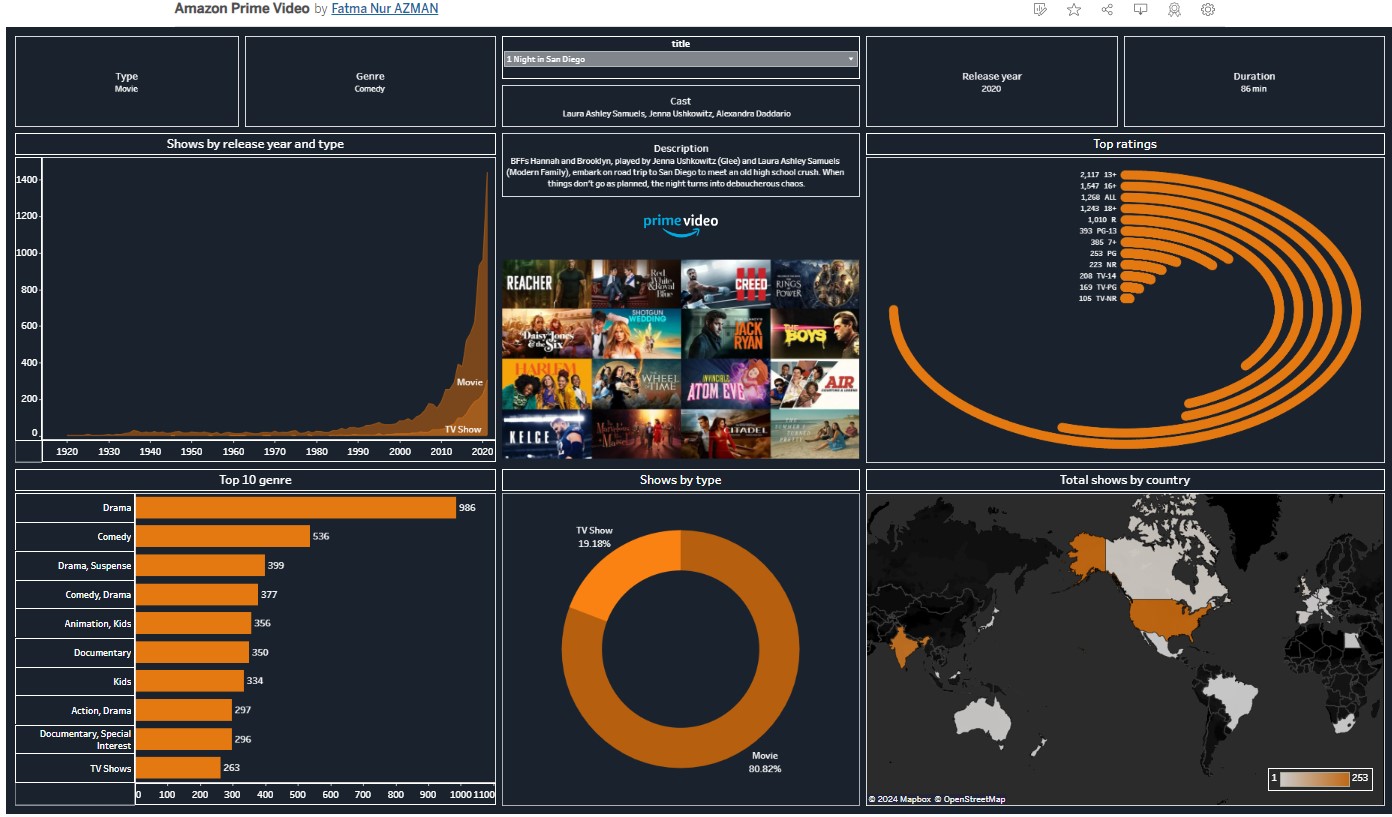 Amazon Prime Video by Fatma Nur AZMAN
Type
Movie
Genre
Comedy
title
1 Night in San Diego
Cast
Laura Ashley Samuels, Jenna Ushkowitz, Alexandra Daddario
Release year
2020
Duration
86 min
Shows by release year and type
1400
1200
1000
800
600
400
200
0
Movie
TV Show
1920 1930 1940 1950 1960 1970 1980 1990 2000 2010 2020
Description
BFFs Hannah and Brooklyn, played by Jenna Ushkowitz (Glee) and Laura Ashley Samuels
(Modern Family), embark on road trip to San Diego to meet an old high school crush. When
things don't go as planned, the night turns into debaucherous chaos.
prime video
REACHER
Red
White
& Royal
Blue
CREED III
RINGS
POWER
Daisy Jones
& the Six
SHOTGUN
WEDDING
JACK
RYAN
THE
BOYS
HARLEM
WHEEL
OF TIME
INVINCIBLE
ATOM EVE
AIR
KELCE
Marvelous
Maisel
CITADEL
THE
SUMMER I
TURNED
PRETTY
Top ratings
2,117 13+
1,547 16+
1,268 ALL
1,243 18+
1,010 R
393 PG-13
385 7+
253 PG
223 NR
208 TV-14
169 TV-PG
105 TV-NR
Top 10 genre
Drama 986
Comedy 536
Drama, Suspense 399
Comedy, Drama 377
Animation, Kids 356
Documentary 350
Kids 334
Action, Drama 297
Documentary, Special
Interest 296
TV Shows 263
0 100 200 300 400 500 600 700 800 900 1000 1100
Shows by type
TV Show
19.18%
Movie
80.82%
Total shows by country
1 253
© 2024 Mapbox © OpenStreetMap